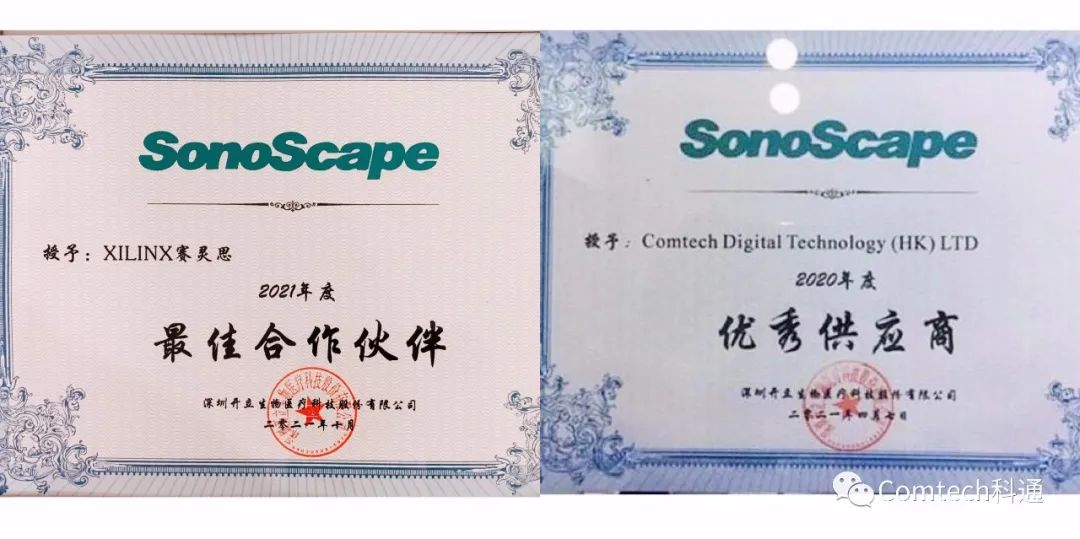 SonoScape
授予：XILINX赛灵思
2021年度
最佳合作伙伴
深圳开立生物医疗科技股份有限公司
二零二一年十月
SonoScape
授予：Comtech Digital Technology (HK) LTD
2020年度
优秀供应商
深圳开立生物医疗科技股份有限公司
二零二一年四月七日
Comtech科通